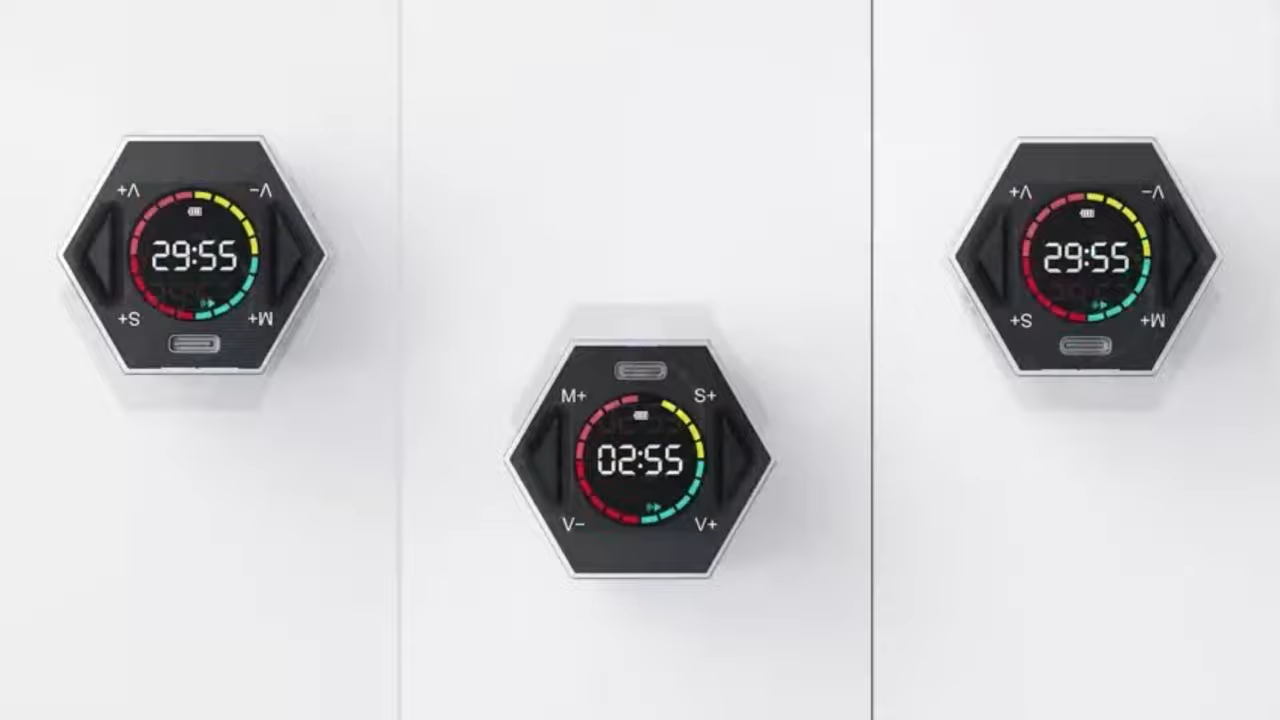 V+ V-
29:55
S+ M+
V+ V-
29:55
S+ M+
M+ S+
02:55
V- V+